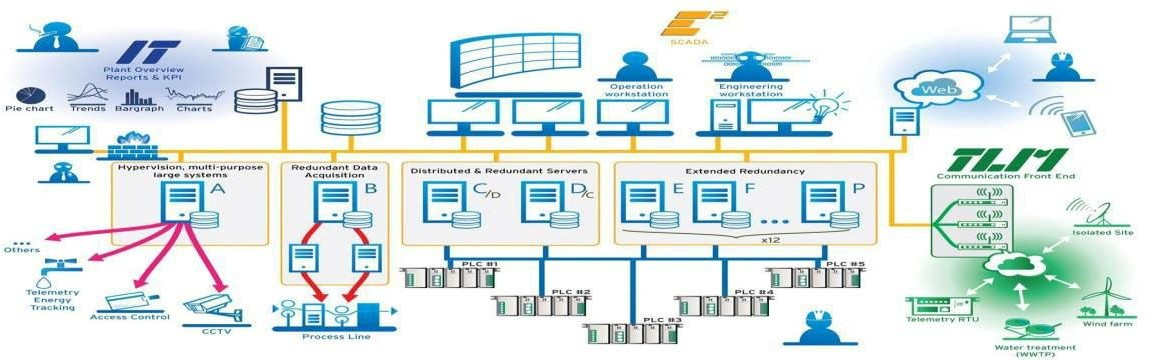 IT
Plant Overview
Reports & KPI
Pie chart
Trends
Bargraph
Charts
E²
SCADA
Operation
workstation
Engineering
workstation
Web
Hypervision, multi-purpose
large systems
A
Redundant Data
Acquisition
B
Distributed & Redundant Servers
C/D
D/C
Extended Redundancy
E
F
...
P
x12
TLM
Communication Front End
Isolated Site
Telemetry RTU
Wind farm
Water treatment
(WWTP)
...
Others
Telemetry
Energy
Tracking
Access Control
CCTV
Process Line
PLC #1
PLC #2
PLC #3
PLC #4
PLC #5